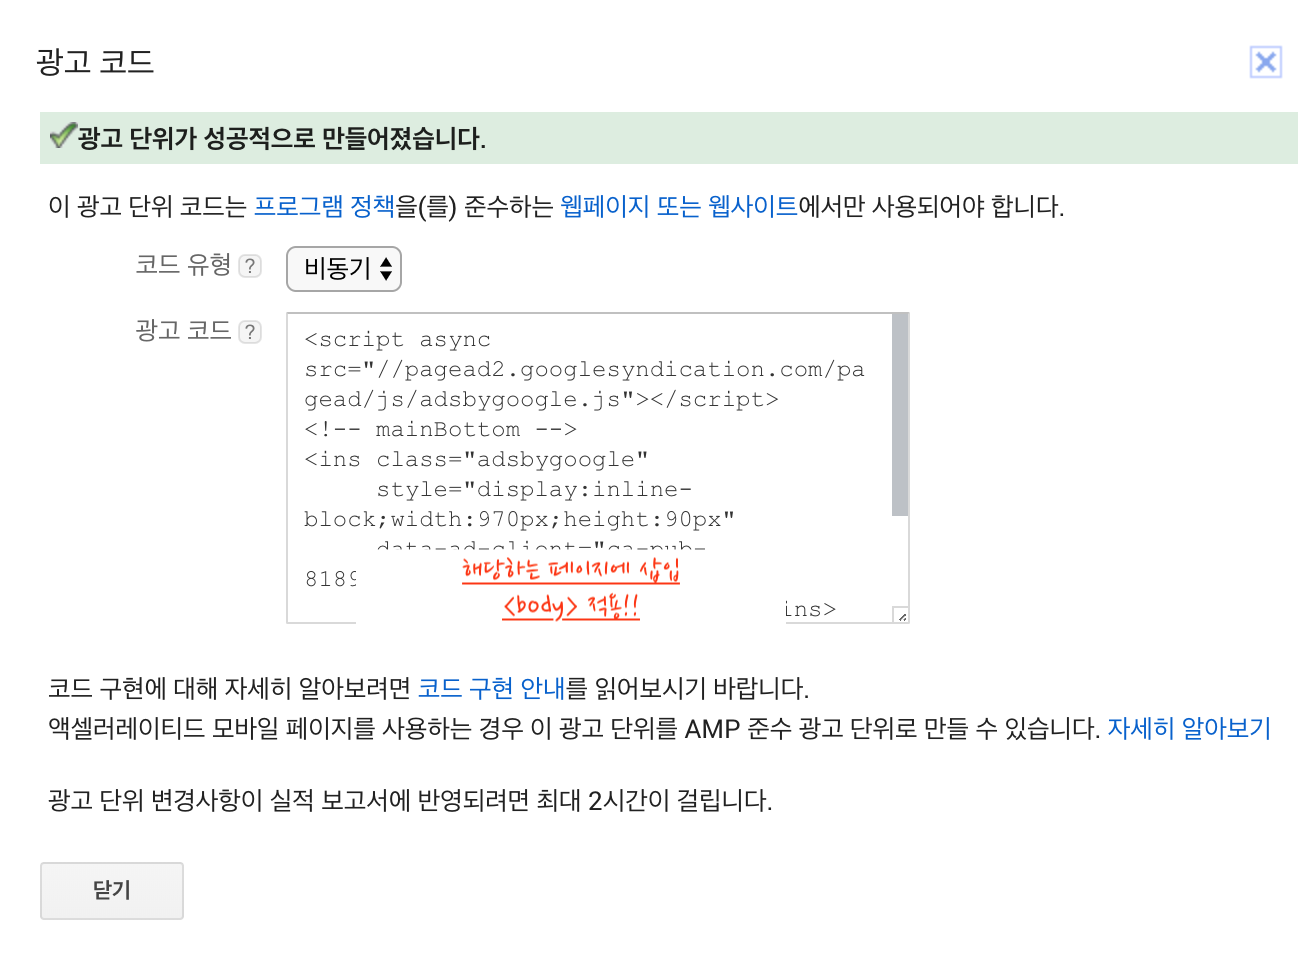 광고 코드
광고 단위가 성공적으로 만들어졌습니다.
이 광고 단위 코드는 프로그램 정책을(를) 준수하는 웹페이지 또는 웹사이트에서만 사용되어야 합니다.
코드 유형 ? 비동기
광고 코드 ?
<script async
src="//pagead2.googlesyndication.com/pa
gead/js/adsbygoogle.js"></script>
<!-- mainBottom -->
<ins class="adsbygoogle"
style="display:inline-
block;width:970px;height:90px"
data-ad-client="ca-pub-
8189
해당하는 페이지에 삽입
<body> 적용!!
ins>
코드 구현에 대해 자세히 알아보려면 코드 구현 안내를 읽어보시기 바랍니다.
액셀러레이티드 모바일 페이지를 사용하는 경우 이 광고 단위를 AMP 준수 광고 단위로 만들 수 있습니다. 자세히 알아보기
광고 단위 변경사항이 실적 보고서에 반영되려면 최대 2시간이 걸립니다.
닫기